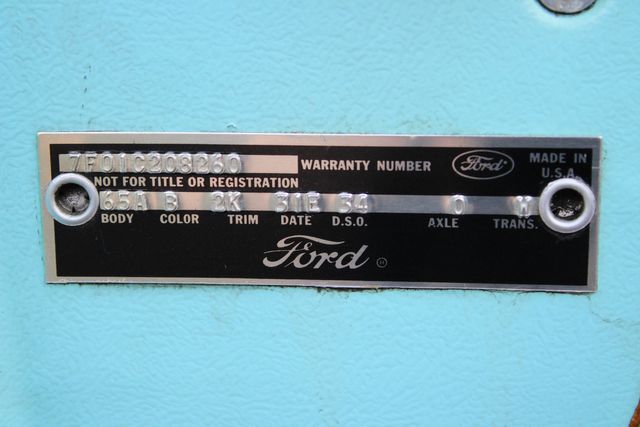 7F01C208260 WARRANTY NUMBER Ford MADE IN U.S.A.
NOT FOR TITLE OR REGISTRATION
65A B 2K 31E 34 0 W
BODY COLOR TRIM DATE D.S.O. AXLE TRANS.
Ford ®